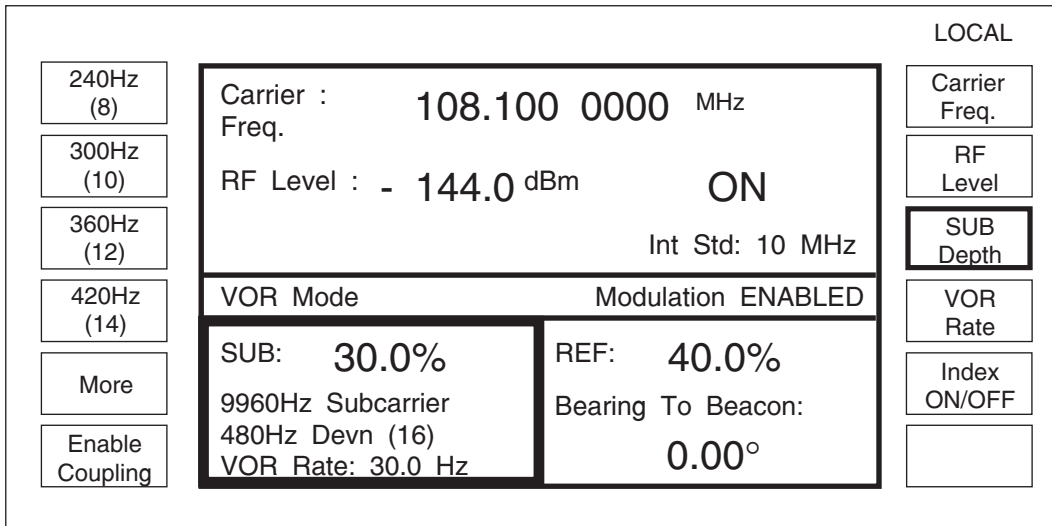 LOCAL
240Hz
(8)
300Hz
(10)
360Hz
(12)
420Hz
(14)
More
Enable
Coupling
Carrier :
Freq.
108.100 0000 MHz
RF Level : - 144.0 dBm ON
Int Std: 10 MHz
VOR Mode Modulation ENABLED
SUB: 30.0%
9960Hz Subcarrier
480Hz Devn (16)
VOR Rate: 30.0 Hz
REF: 40.0%
Bearing To Beacon:
0.00°
Carrier
Freq.
RF
Level
SUB
Depth
VOR
Rate
Index
ON/OFF